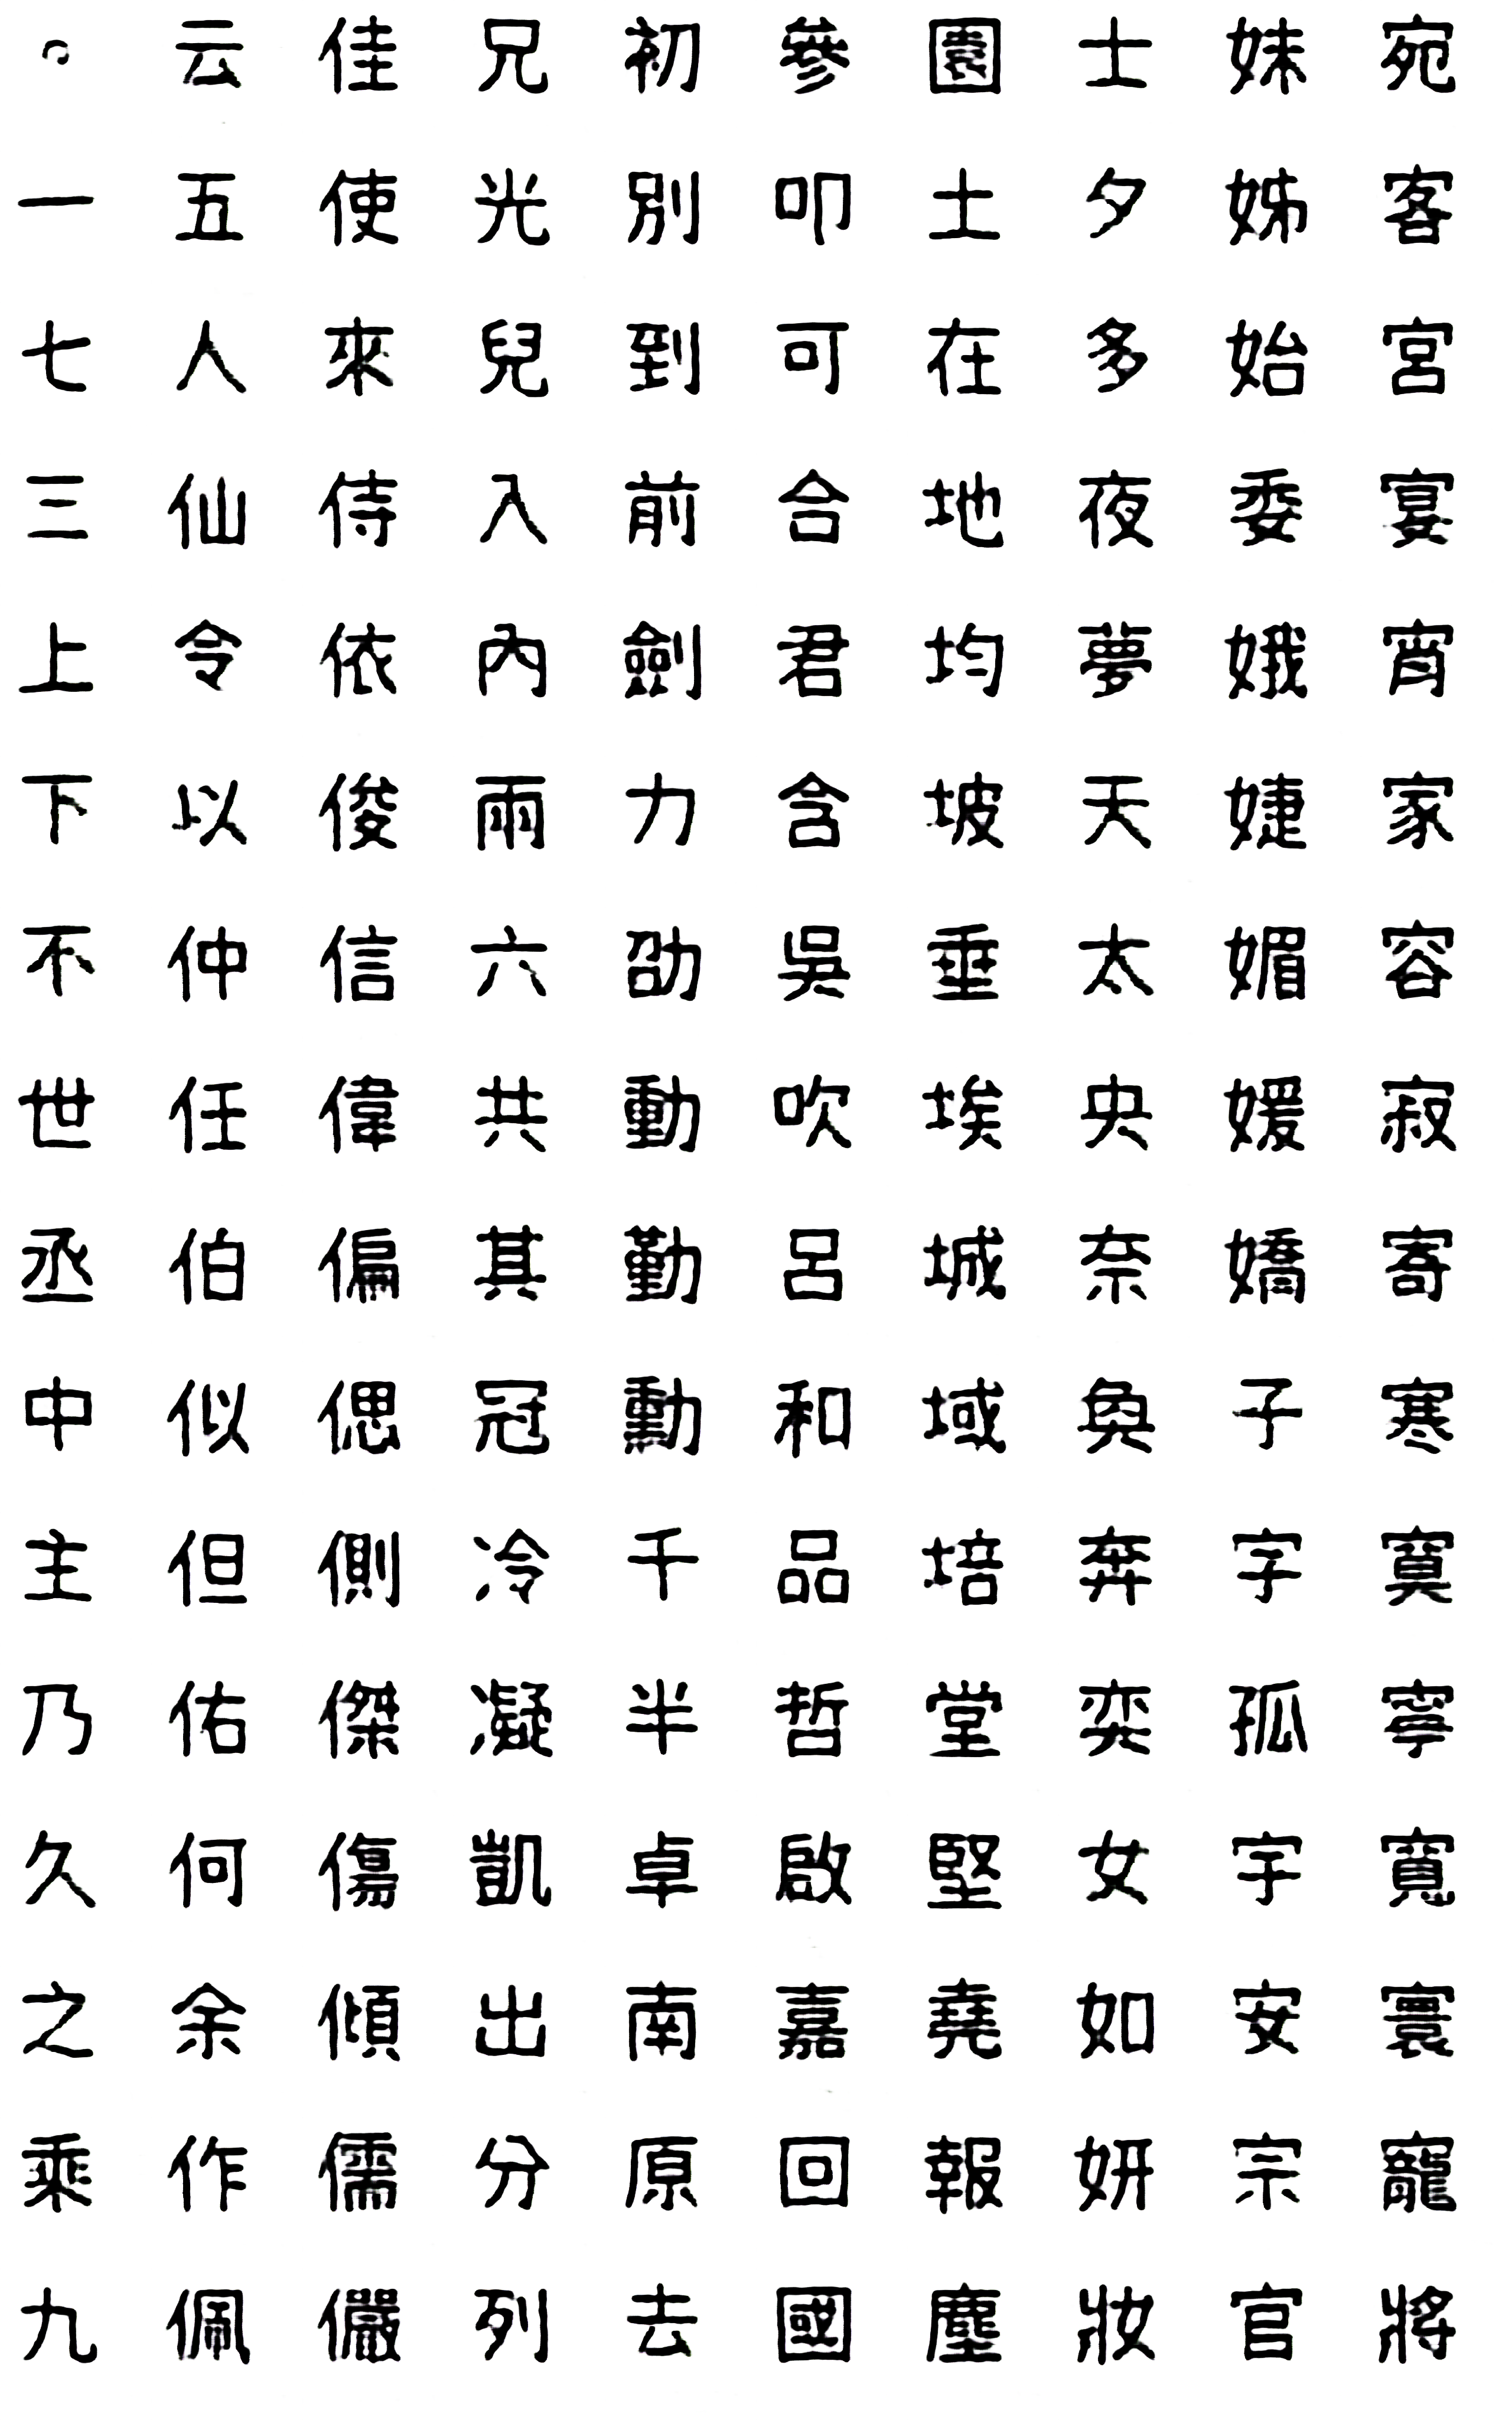 。云佳兄初參園士妹宛
一五使光別叩土夕姊客
七人來兒到可在多始宮
三仙侍入前合地夜委宴
上令依內劍君均夢娥宵
下以俊兩力含坡天婕家
不仲信六劭吳垂太媚容
世任偉共動吹埃央媛寂
丞伯偏其勤呂城奈嬌寄
中似偲冠勳和域奐子寒
主但側冷千品培奔字寞
乃佑傑凝半哲堂奕孤寧
久何傷凱卓啟堅女宇寬
之余傾出南嘉堯如安寰
乘作儒分原回報妍宗寵
九佩儼列去國塵妝官將